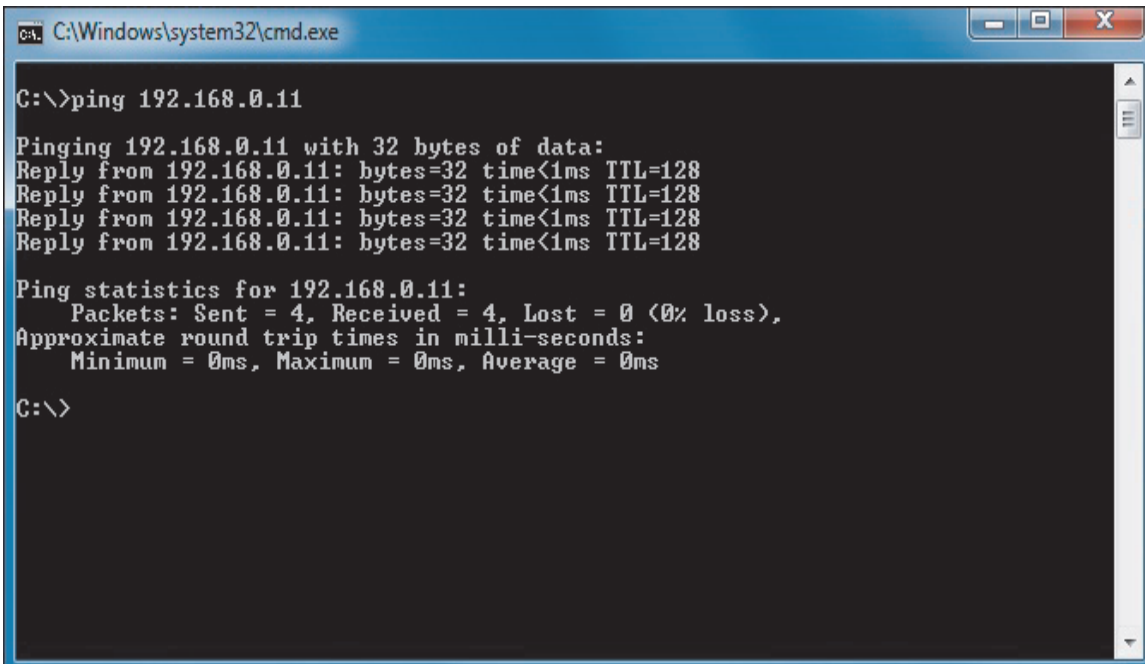 C:\Windows\system32\cmd.exe
C:\>ping 192.168.0.11
Pinging 192.168.0.11 with 32 bytes of data:
Reply from 192.168.0.11: bytes=32 time<1ms TTL=128
Reply from 192.168.0.11: bytes=32 time<1ms TTL=128
Reply from 192.168.0.11: bytes=32 time<1ms TTL=128
Reply from 192.168.0.11: bytes=32 time<1ms TTL=128
Ping statistics for 192.168.0.11:
    Packets: Sent = 4, Received = 4, Lost = 0 (0% loss),
Approximate round trip times in milli-seconds:
    Minimum = 0ms, Maximum = 0ms, Average = 0ms
C:\>